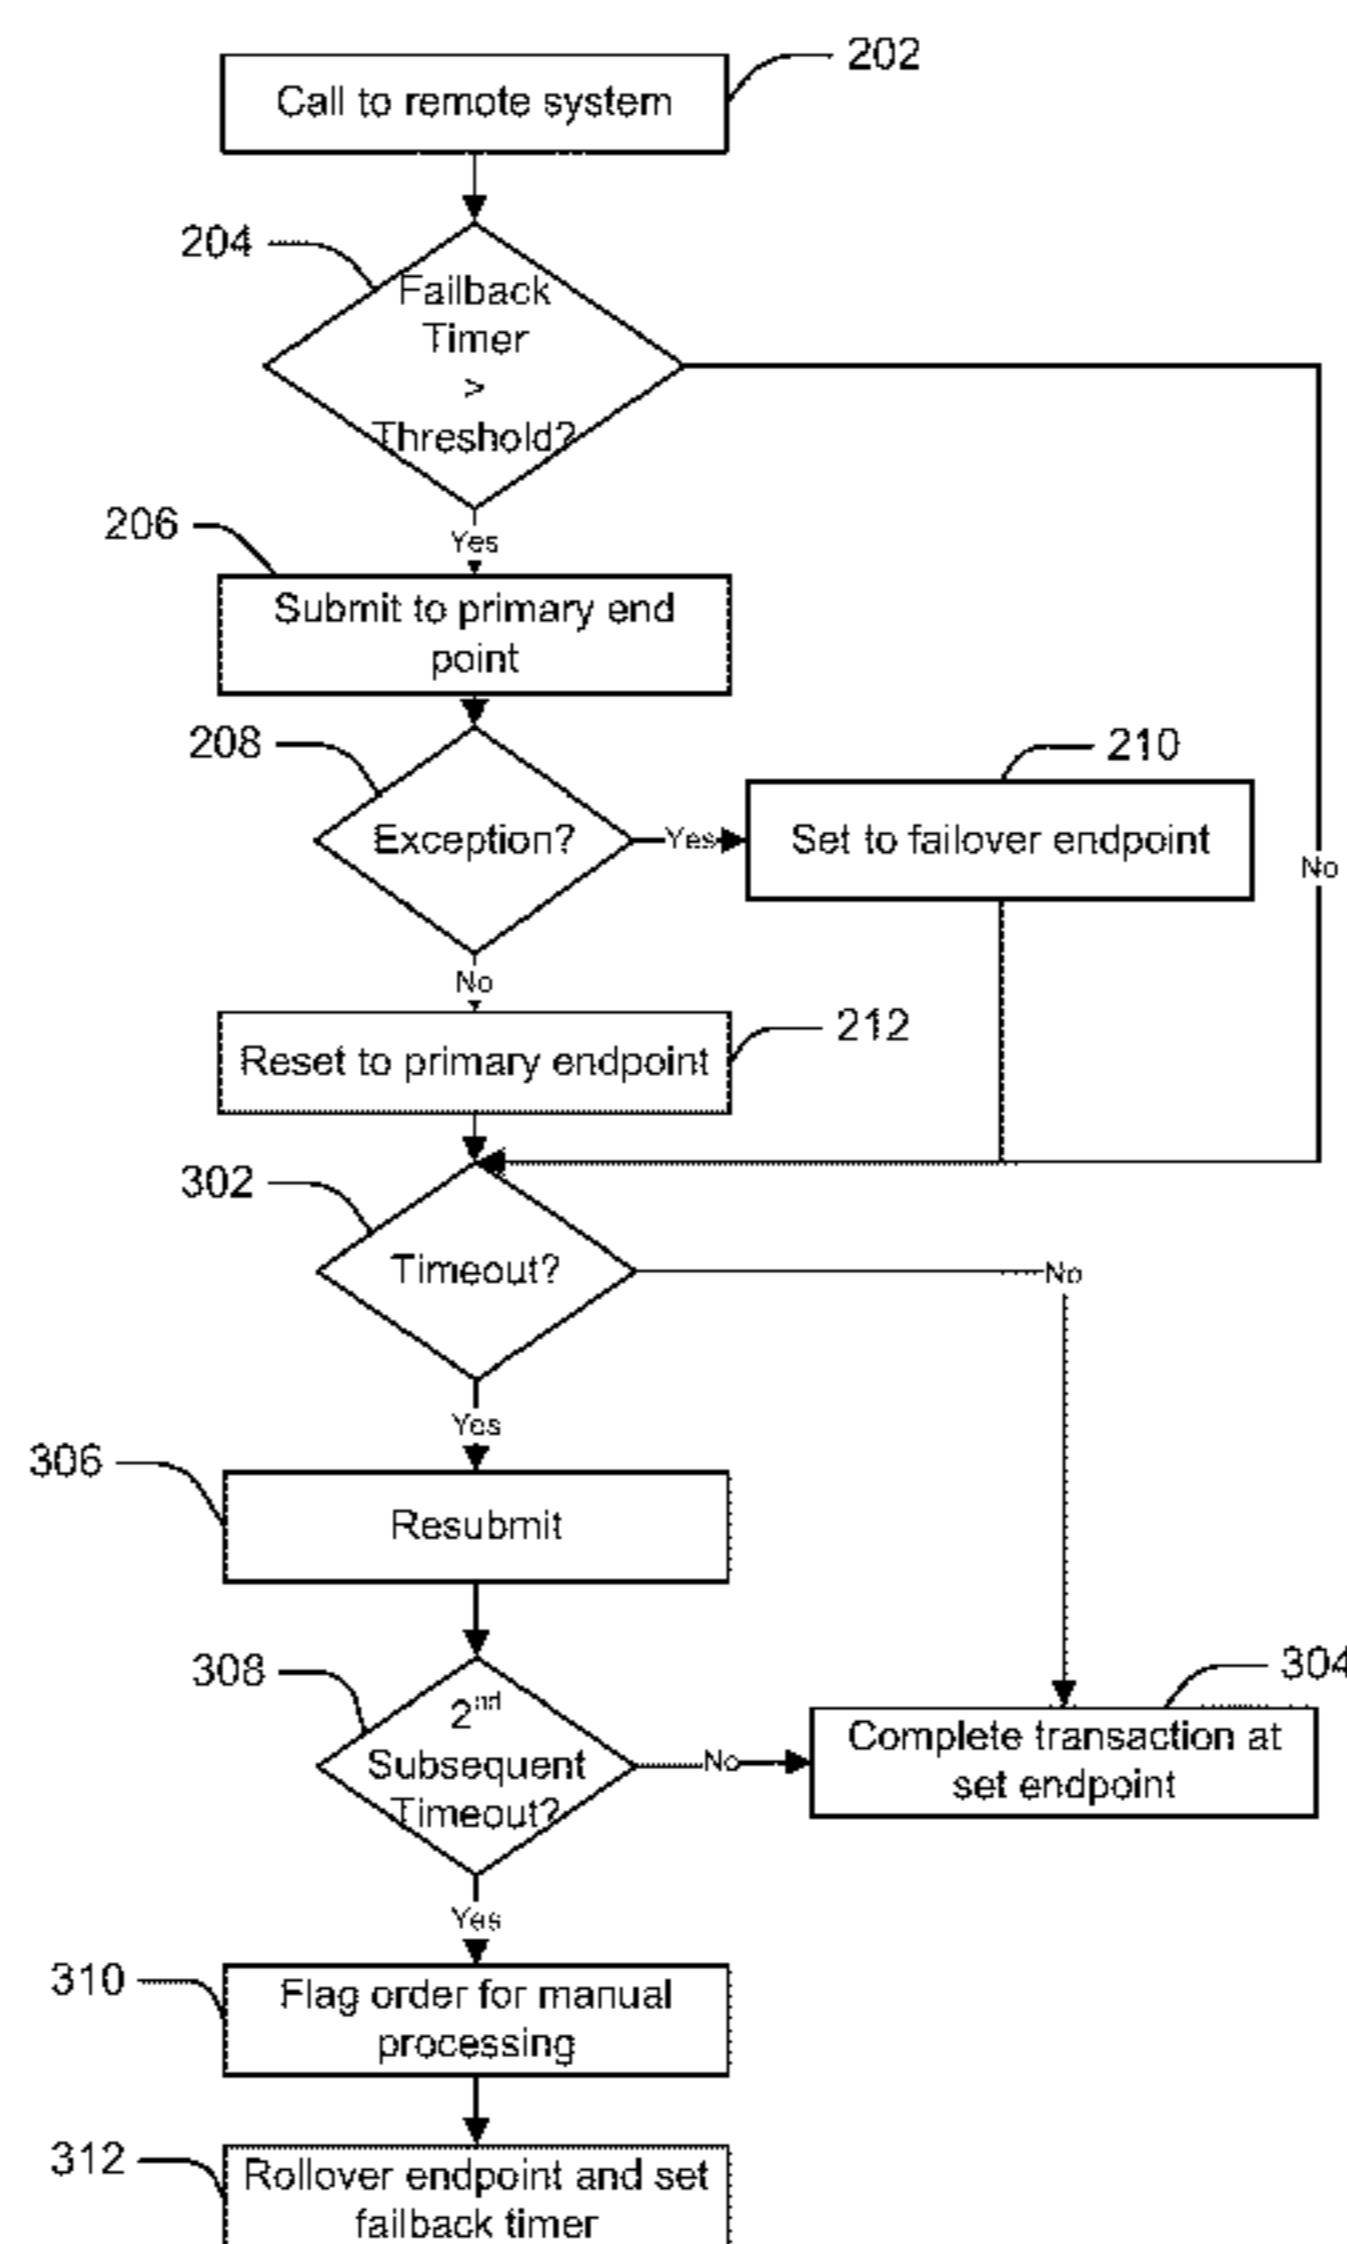 202
Call to remote system
204
Failback
Timer
>
Threshold?
206
Yes
Submit to primary end
point
208
210
Exception?
Yes
Set to failover endpoint
No
No
212
Reset to primary endpoint
302
Timeout?
No
Yes
306
Resubmit
308
304
2nd
Subsequent
Timeout?
No
Complete transaction at
set endpoint
Yes
310
Flag order for manual
processing
312
Rollover endpoint and set
failback timer